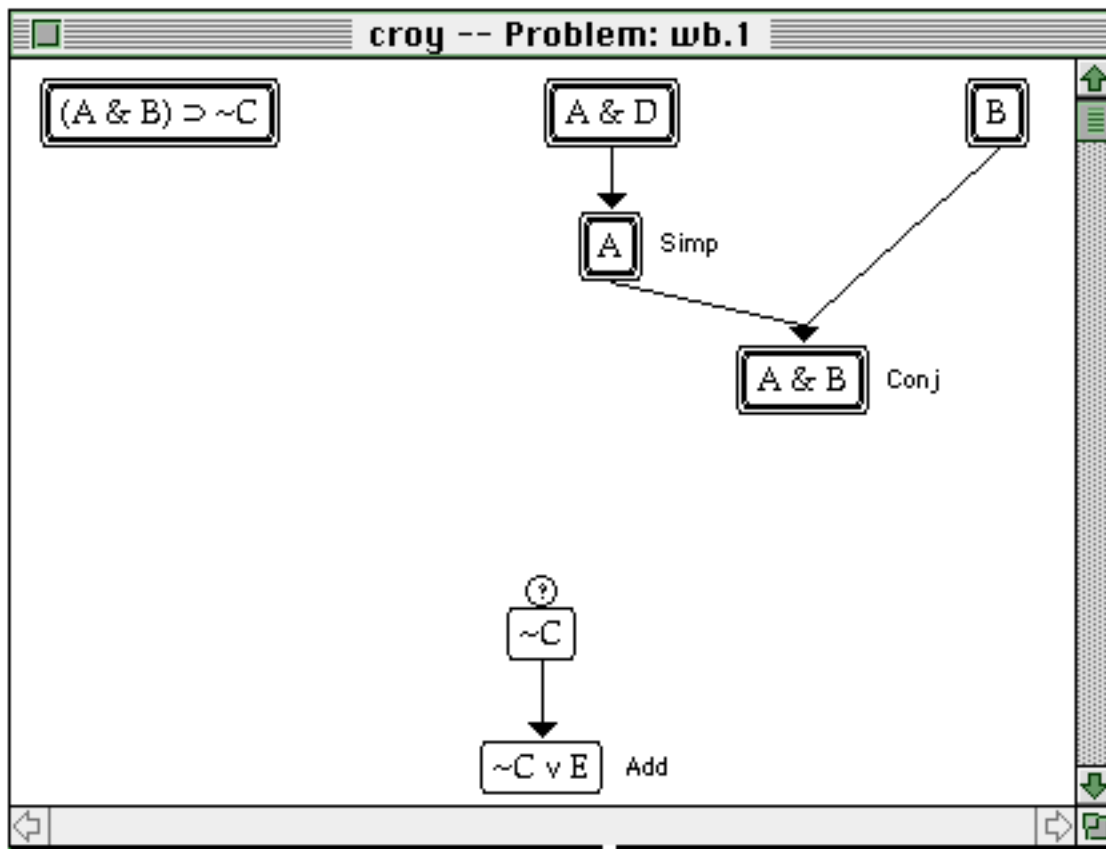 croy -- Problem: wb.1
(A & B) ⊃ ~C
A & D
B
A
Simp
A & B
Conj
?
~C
~C v E
Add